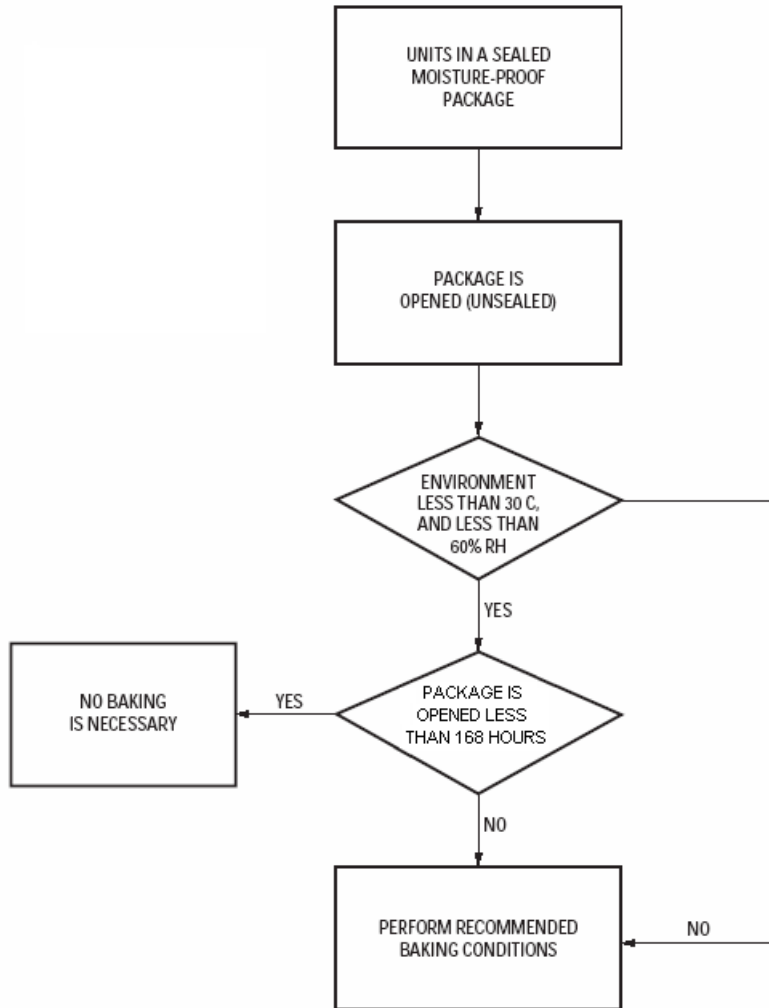 UNITS IN A SEALED
MOISTURE-PROOF
PACKAGE
PACKAGE IS
OPENED (UNSEALED)
ENVIRONMENT
LESS THAN 30 C,
AND LESS THAN
60% RH
YES
PACKAGE IS
OPENED LESS
THAN 168 HOURS
YES
NO BAKING
IS NECESSARY
NO
PERFORM RECOMMENDED
BAKING CONDITIONS
NO